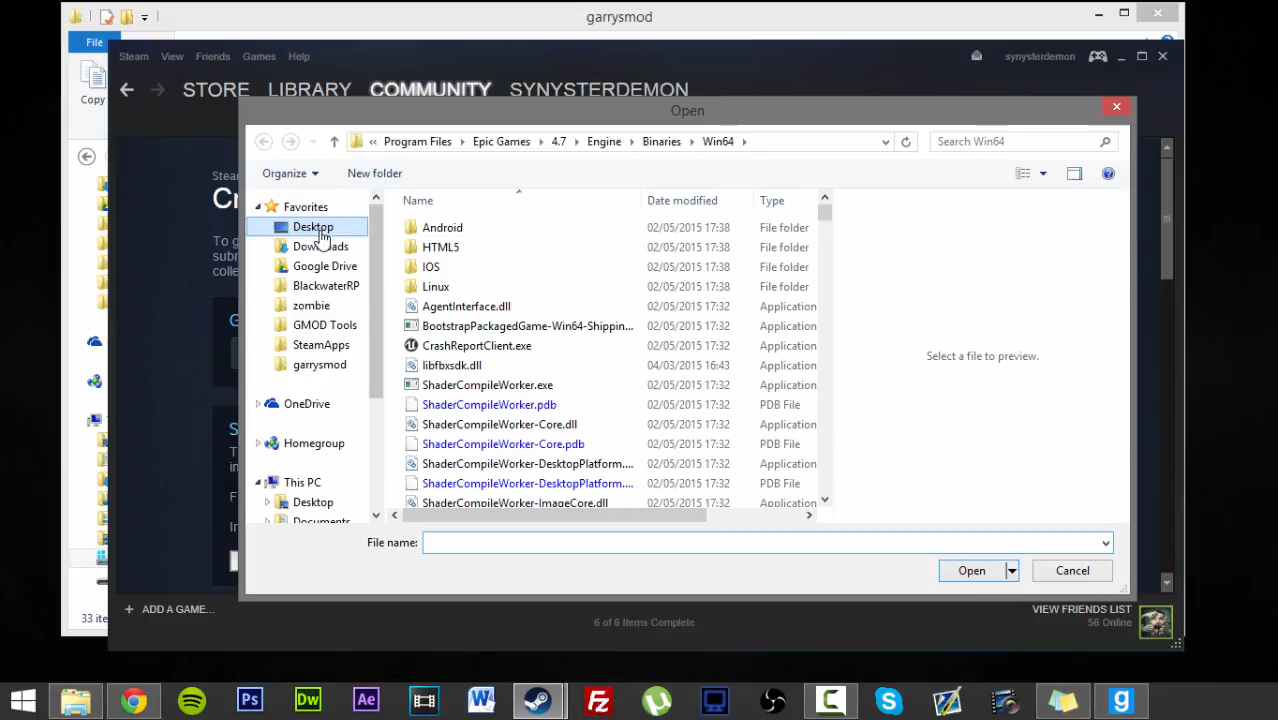 garrysmod
File
Steam View Friends Games Help
synysterdemon
STORE LIBRARY COMMUNITY SYNYSTERDEMON
Copy
Open
« Program Files Epic Games 4.7 Engine Binaries Win64
Search Win64
Organize New folder
Name Date modified Type
Favorites
Desktop
Downloads
Google Drive
BlackwaterRP
zombie
GMOD Tools
SteamApps
garrysmod
OneDrive
Homegroup
This PC
Desktop
Documents
Android 02/05/2015 17:38 File folder
HTML5 02/05/2015 17:38 File folder
IOS 02/05/2015 17:38 File folder
Linux 02/05/2015 17:38 File folder
AgentInterface.dll 02/05/2015 17:32 Application
BootstrapPackagedGame-Win64-Shippin... 02/05/2015 17:32 Application
CrashReportClient.exe 02/05/2015 17:32 Application
libfbxsdk.dll 04/03/2015 16:43 Application
ShaderCompileWorker.exe 02/05/2015 17:32 Application
ShaderCompileWorker.pdb 02/05/2015 17:32 PDB File
ShaderCompileWorker-Core.dll 02/05/2015 17:32 Application
ShaderCompileWorker-Core.pdb 02/05/2015 17:32 PDB File
ShaderCompileWorker-DesktopPlatform.... 02/05/2015 17:32 Application
ShaderCompileWorker-DesktopPlatform.... 02/05/2015 17:32 PDB File
ShaderCompileWorker-ImageCore.dll 02/05/2015 17:32 Application
Select a file to preview.
File name:
Open Cancel
Stea
Cr
To g
subm
colle
+ ADD A GAME...
6 of 6 Items Complete
VIEW FRIENDS LIST
56 Online
33 ite
Ps Dw Ae